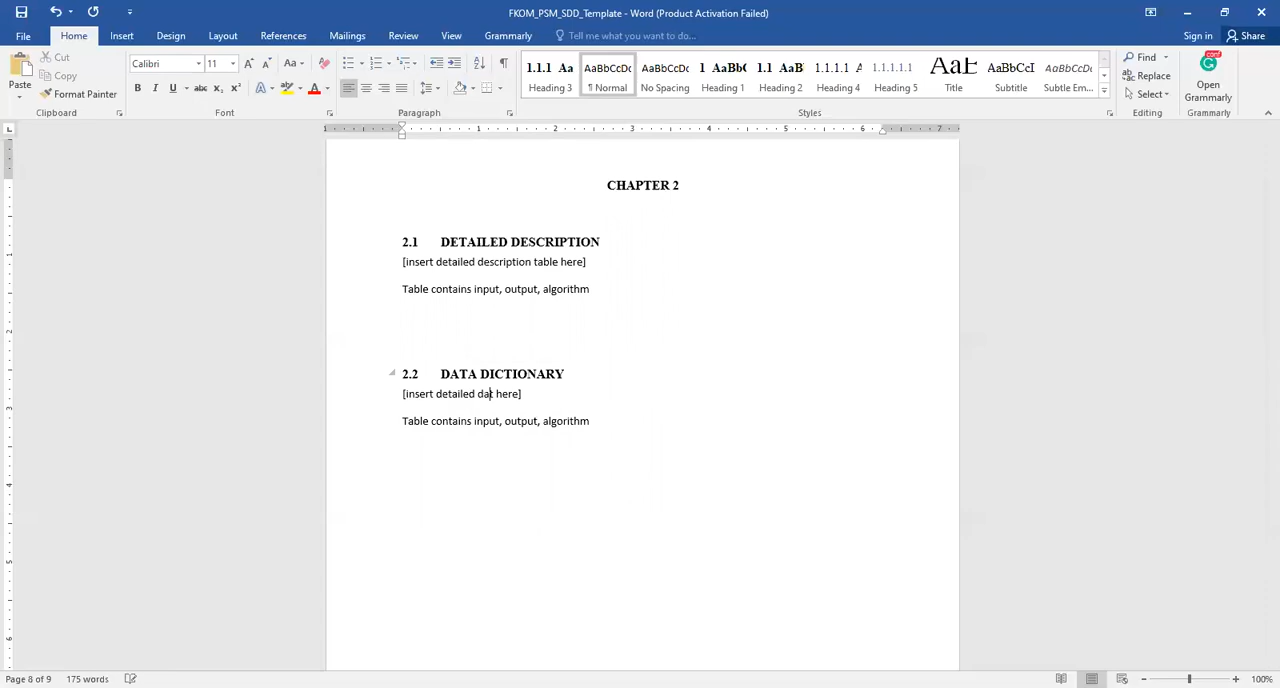 FKOM_PSM_SDD_Template - Word (Product Activation Failed)
File Home Insert Design Layout References Mailings Review View Grammarly Tell me what you want to do... Sign in Share
Paste
Cut
Copy
Format Painter
Clipboard
Calibri 11
Font
Paragraph
1.1.1 Aa AaBbCcDc AaBbCcDc 1 AaBbC 1.1 AaB 1.1.1.1 A 1.1.1.1.1 AaE AaBbCcD AaBbCcDc
Heading 3 ¶ Normal No Spacing Heading 1 Heading 2 Heading 4 Heading 5 Title Subtitle Subtle Em...
Styles
Find
Replace
Select
Editing
Open
Grammarly
Grammarly
CHAPTER 2
2.1 DETAILED DESCRIPTION
[insert detailed description table here]
Table contains input, output, algorithm
2.2 DATA DICTIONARY
[insert detailed dat here]
Table contains input, output, algorithm
Page 8 of 9 175 words 100%